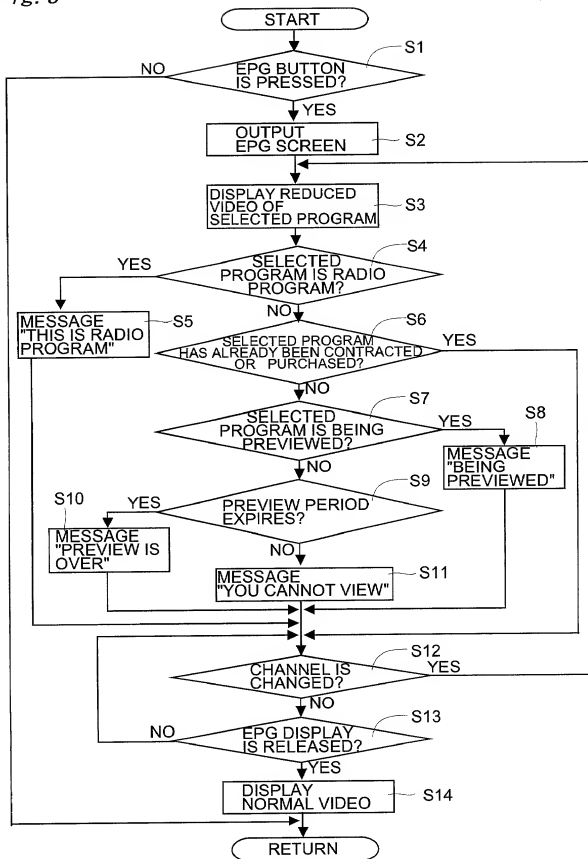 START
S1
NO
EPG BUTTON
IS PRESSED?
YES
OUTPUT
EPG SCREEN
S2
DISPLAY REDUCED
VIDEO OF
SELECTED PROGRAM
S3
S4
YES
SELECTED
PROGRAM IS RADIO
PROGRAM?
NO
MESSAGE
"THIS IS RADIO
PROGRAM"
S5
S6
SELECTED PROGRAM
HAS ALREADY BEEN CONTRACTED
OR PURCHASED?
YES
NO
S7
SELECTED
PROGRAM IS BEING
PREVIEWED?
YES
S8
MESSAGE
"BEING
PREVIEWED"
NO
S9
S10
YES
PREVIEW PERIOD
EXPIRES?
MESSAGE
"PREVIEW IS
OVER"
NO
MESSAGE
"YOU CANNOT VIEW"
S11
S12
CHANNEL IS
CHANGED?
YES
NO
S13
NO
EPG DISPLAY
IS RELEASED?
YES
DISPLAY
NORMAL VIDEO
S14
RETURN